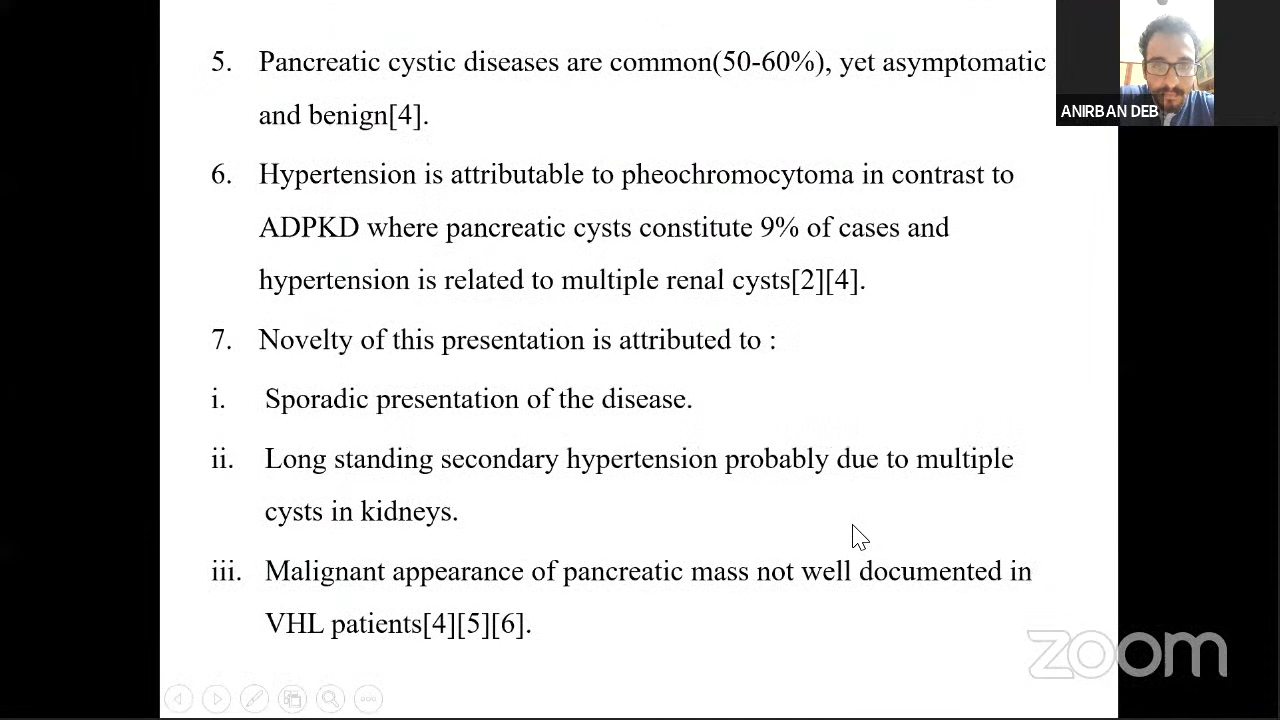 5. Pancreatic cystic diseases are common(50-60%), yet asymptomatic
and benign[4].
ANIRBAN DEB
6. Hypertension is attributable to pheochromocytoma in contrast to
ADPKD where pancreatic cysts constitute 9% of cases and
hypertension is related to multiple renal cysts[2][4].
7. Novelty of this presentation is attributed to :
i. Sporadic presentation of the disease.
ii. Long standing secondary hypertension probably due to multiple
cysts in kidneys.
iii. Malignant appearance of pancreatic mass not well documented in
VHL patients[4][5][6].
zoom